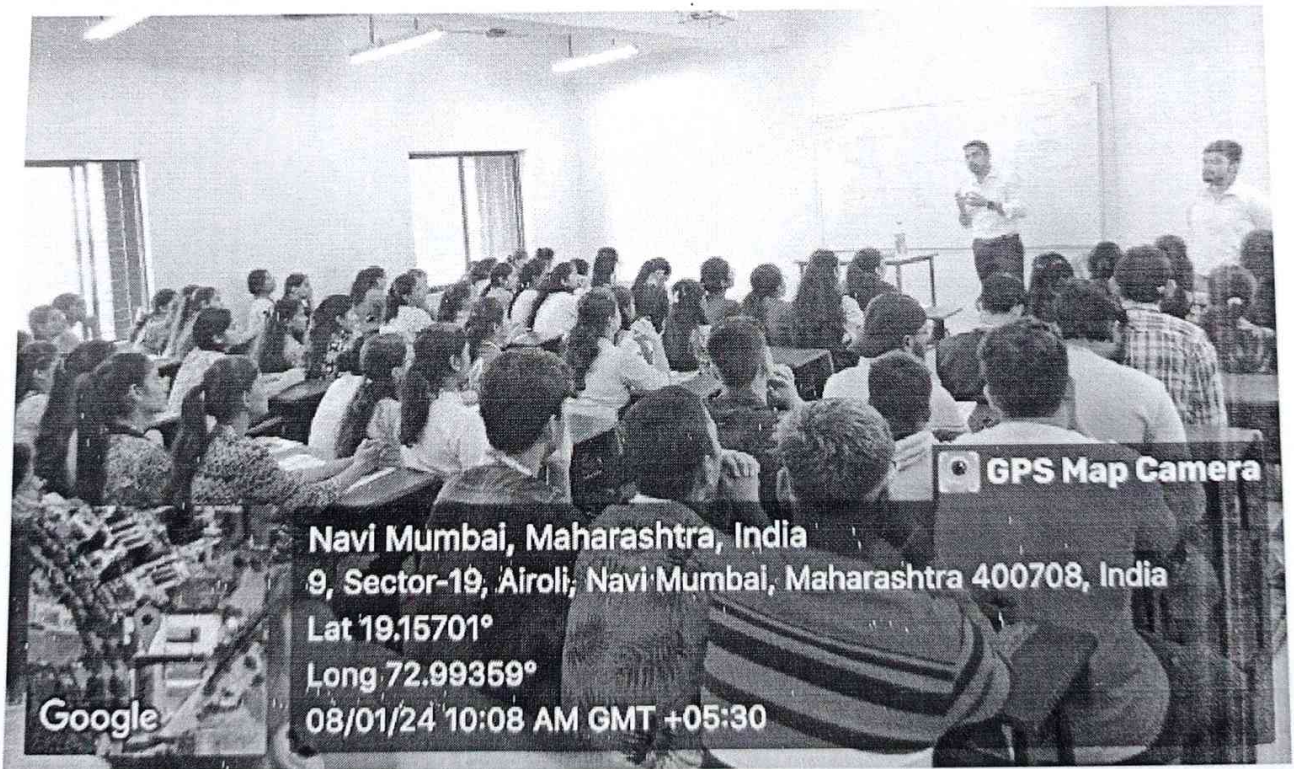 GPS Map Camera
Navi Mumbai, Maharashtra, India
9, Sector-19, Airoli, Navi Mumbai, Maharashtra 400708, India
Lat 19.15701°
Long 72.99359°
08/01/24 10:08 AM GMT +05:30
Google